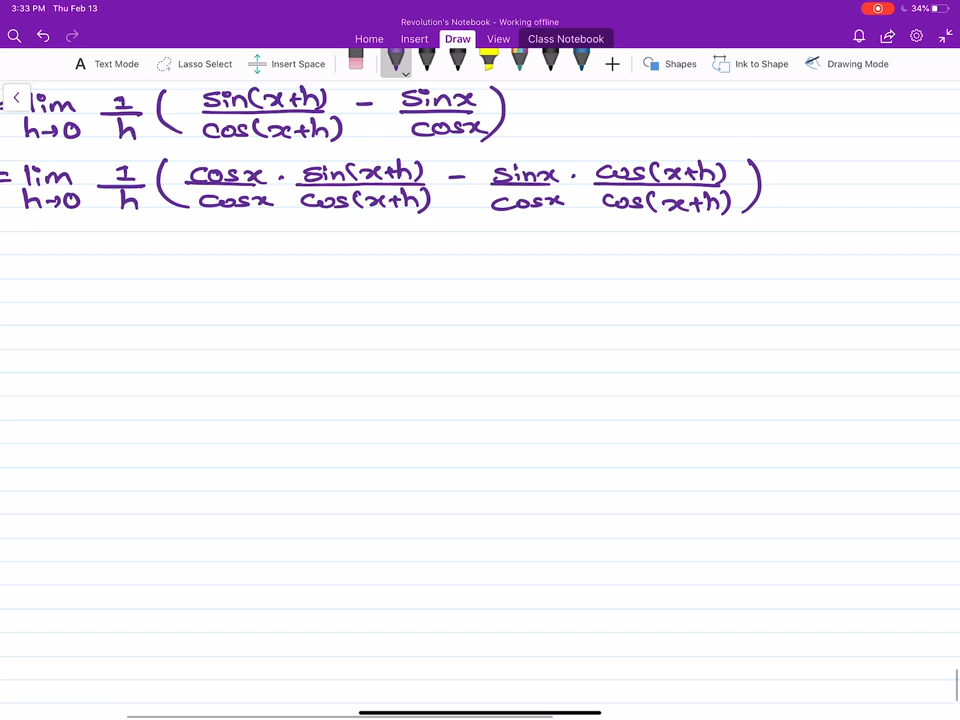 3:33 PM Thu Feb 13
34%
Revolution's Notebook - Working offline
Home Insert Draw View Class Notebook
A Text Mode Lasso Select Insert Space Shapes Ink to Shape Drawing Mode
= lim h→0 1/h ( sin(x+h)/cos(x+h) - sinx/cosx )
= lim h→0 1/h ( cosx/cosx · sin(x+h)/cos(x+h) - sinx/cosx · cos(x+h)/cos(x+h) )